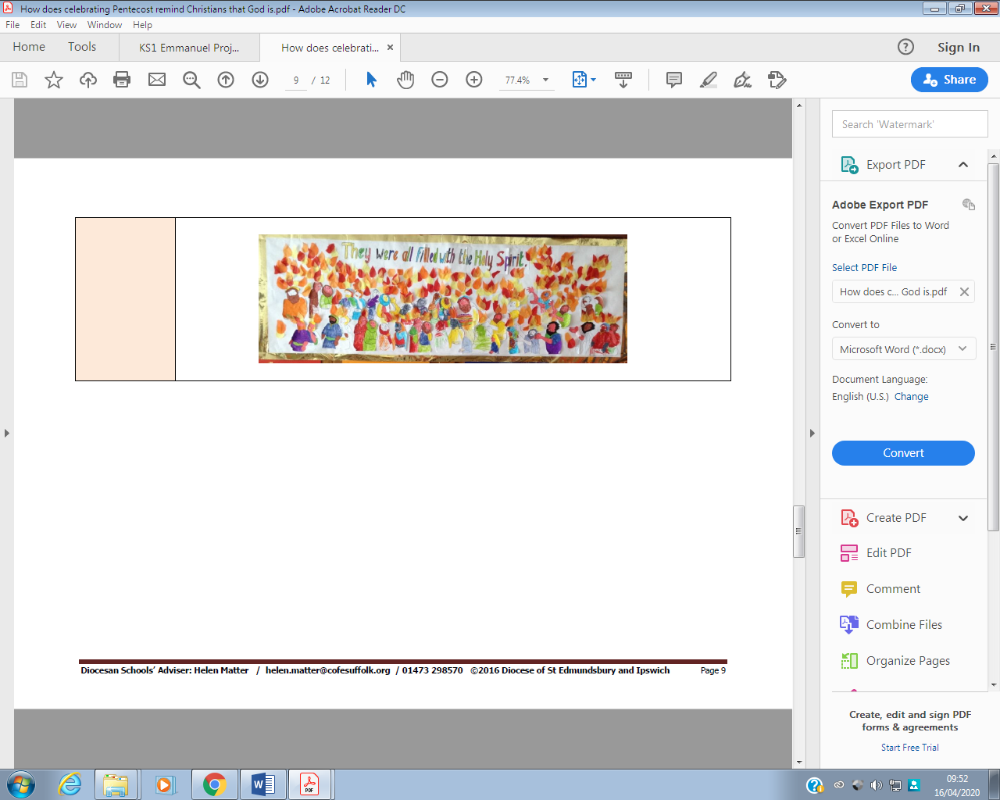 How does celebrating Pentecost remind Christians that God is.pdf - Adobe Acrobat Reader DC
File Edit View Window Help
Home Tools KS1 Emmanuel Proj... How does celebrati... Sign In
9 / 12 77.4% Share
Search 'Watermark'
Export PDF
Adobe Export PDF
Convert PDF Files to Word
or Excel Online
Select PDF File
How does c... God is.pdf
Convert to
Microsoft Word (*.docx)
Document Language:
English (U.S.) Change
Convert
Create PDF
Edit PDF
Comment
Combine Files
Organize Pages
Create, edit and sign PDF
forms & agreements
Start Free Trial
They were all filled with the Holy Spirit.
Diocesan Schools' Adviser: Helen Matter / helen.matter@cofesuffolk.org / 01473 298570 ©2016 Diocese of St Edmundsbury and Ipswich Page 9
PDF
09:52
16/04/2020